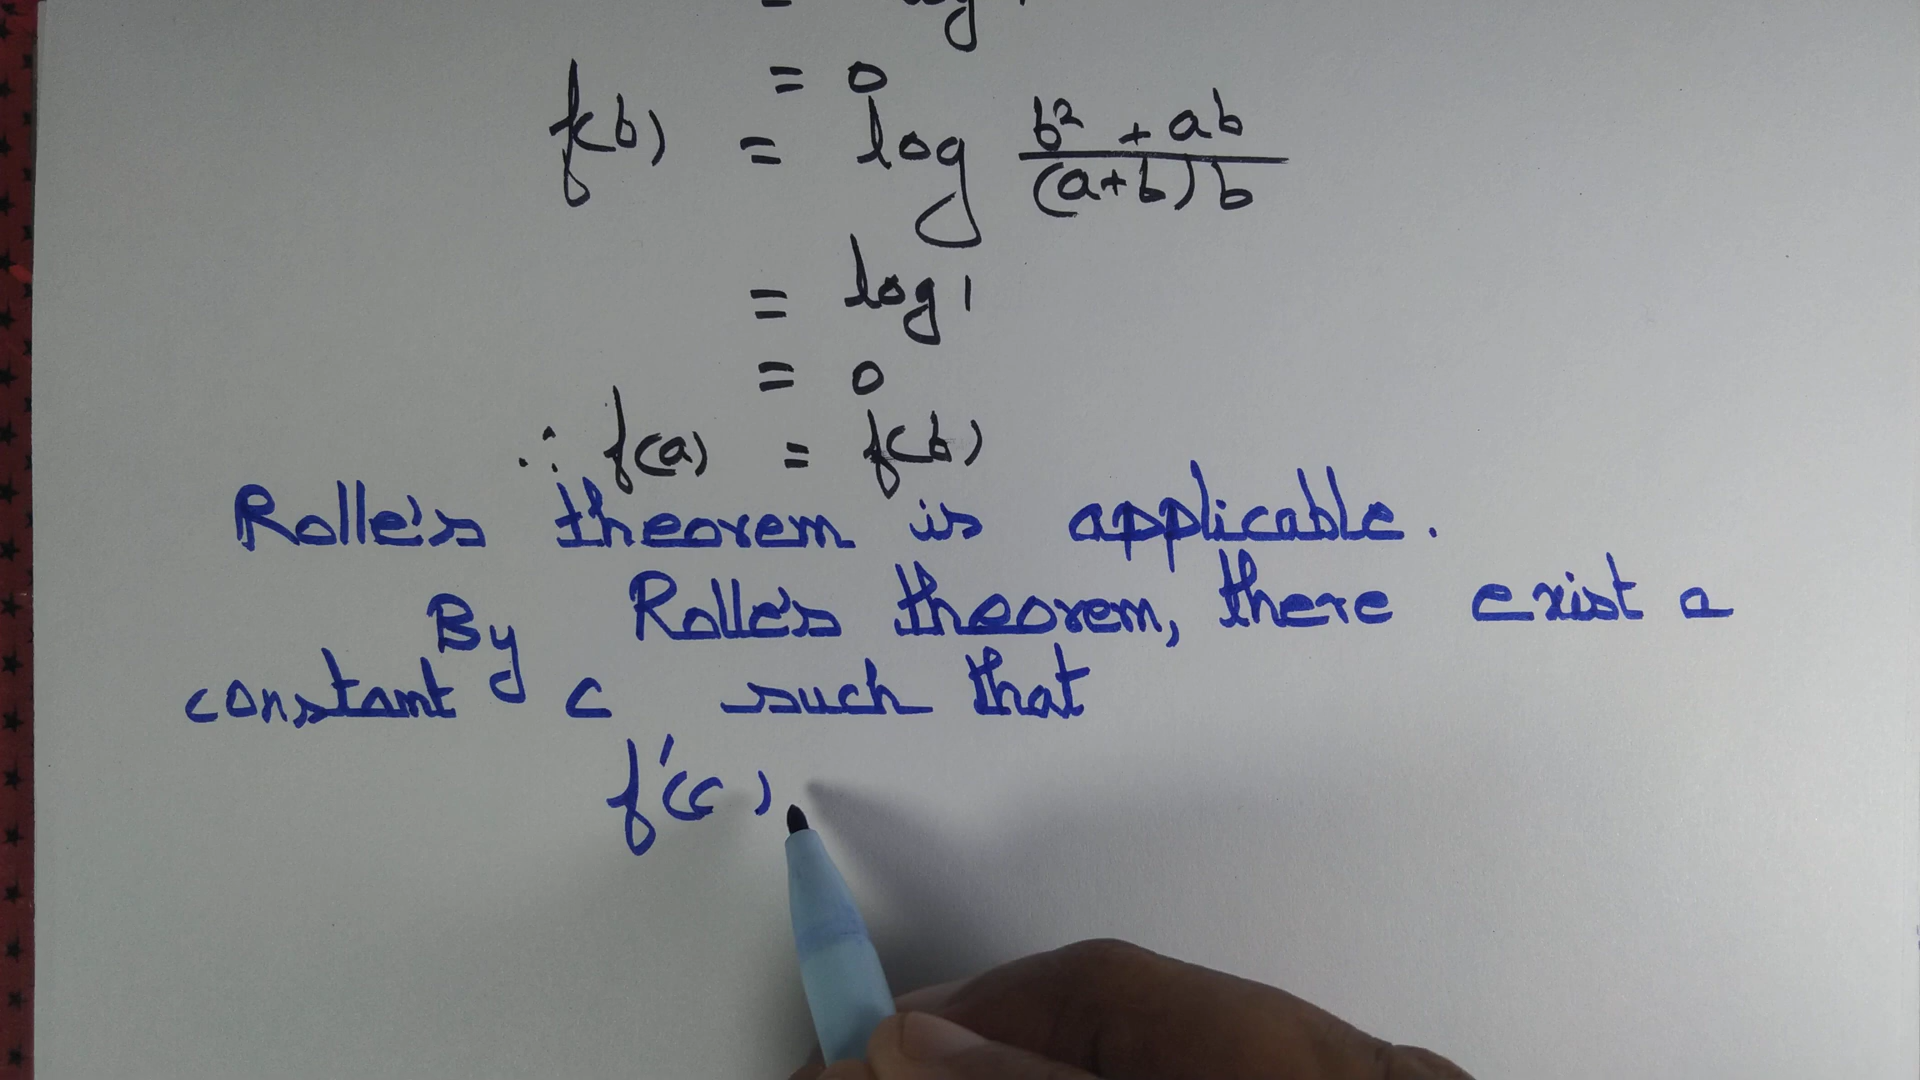 = 0
f(b) = log b² + ab / (a+b) b
= log 1
= 0
∴ f(a) = f(b)
Rolle's theorem is applicable.
By Rolle's theorem, there exist a
constant c such that
f'(c)